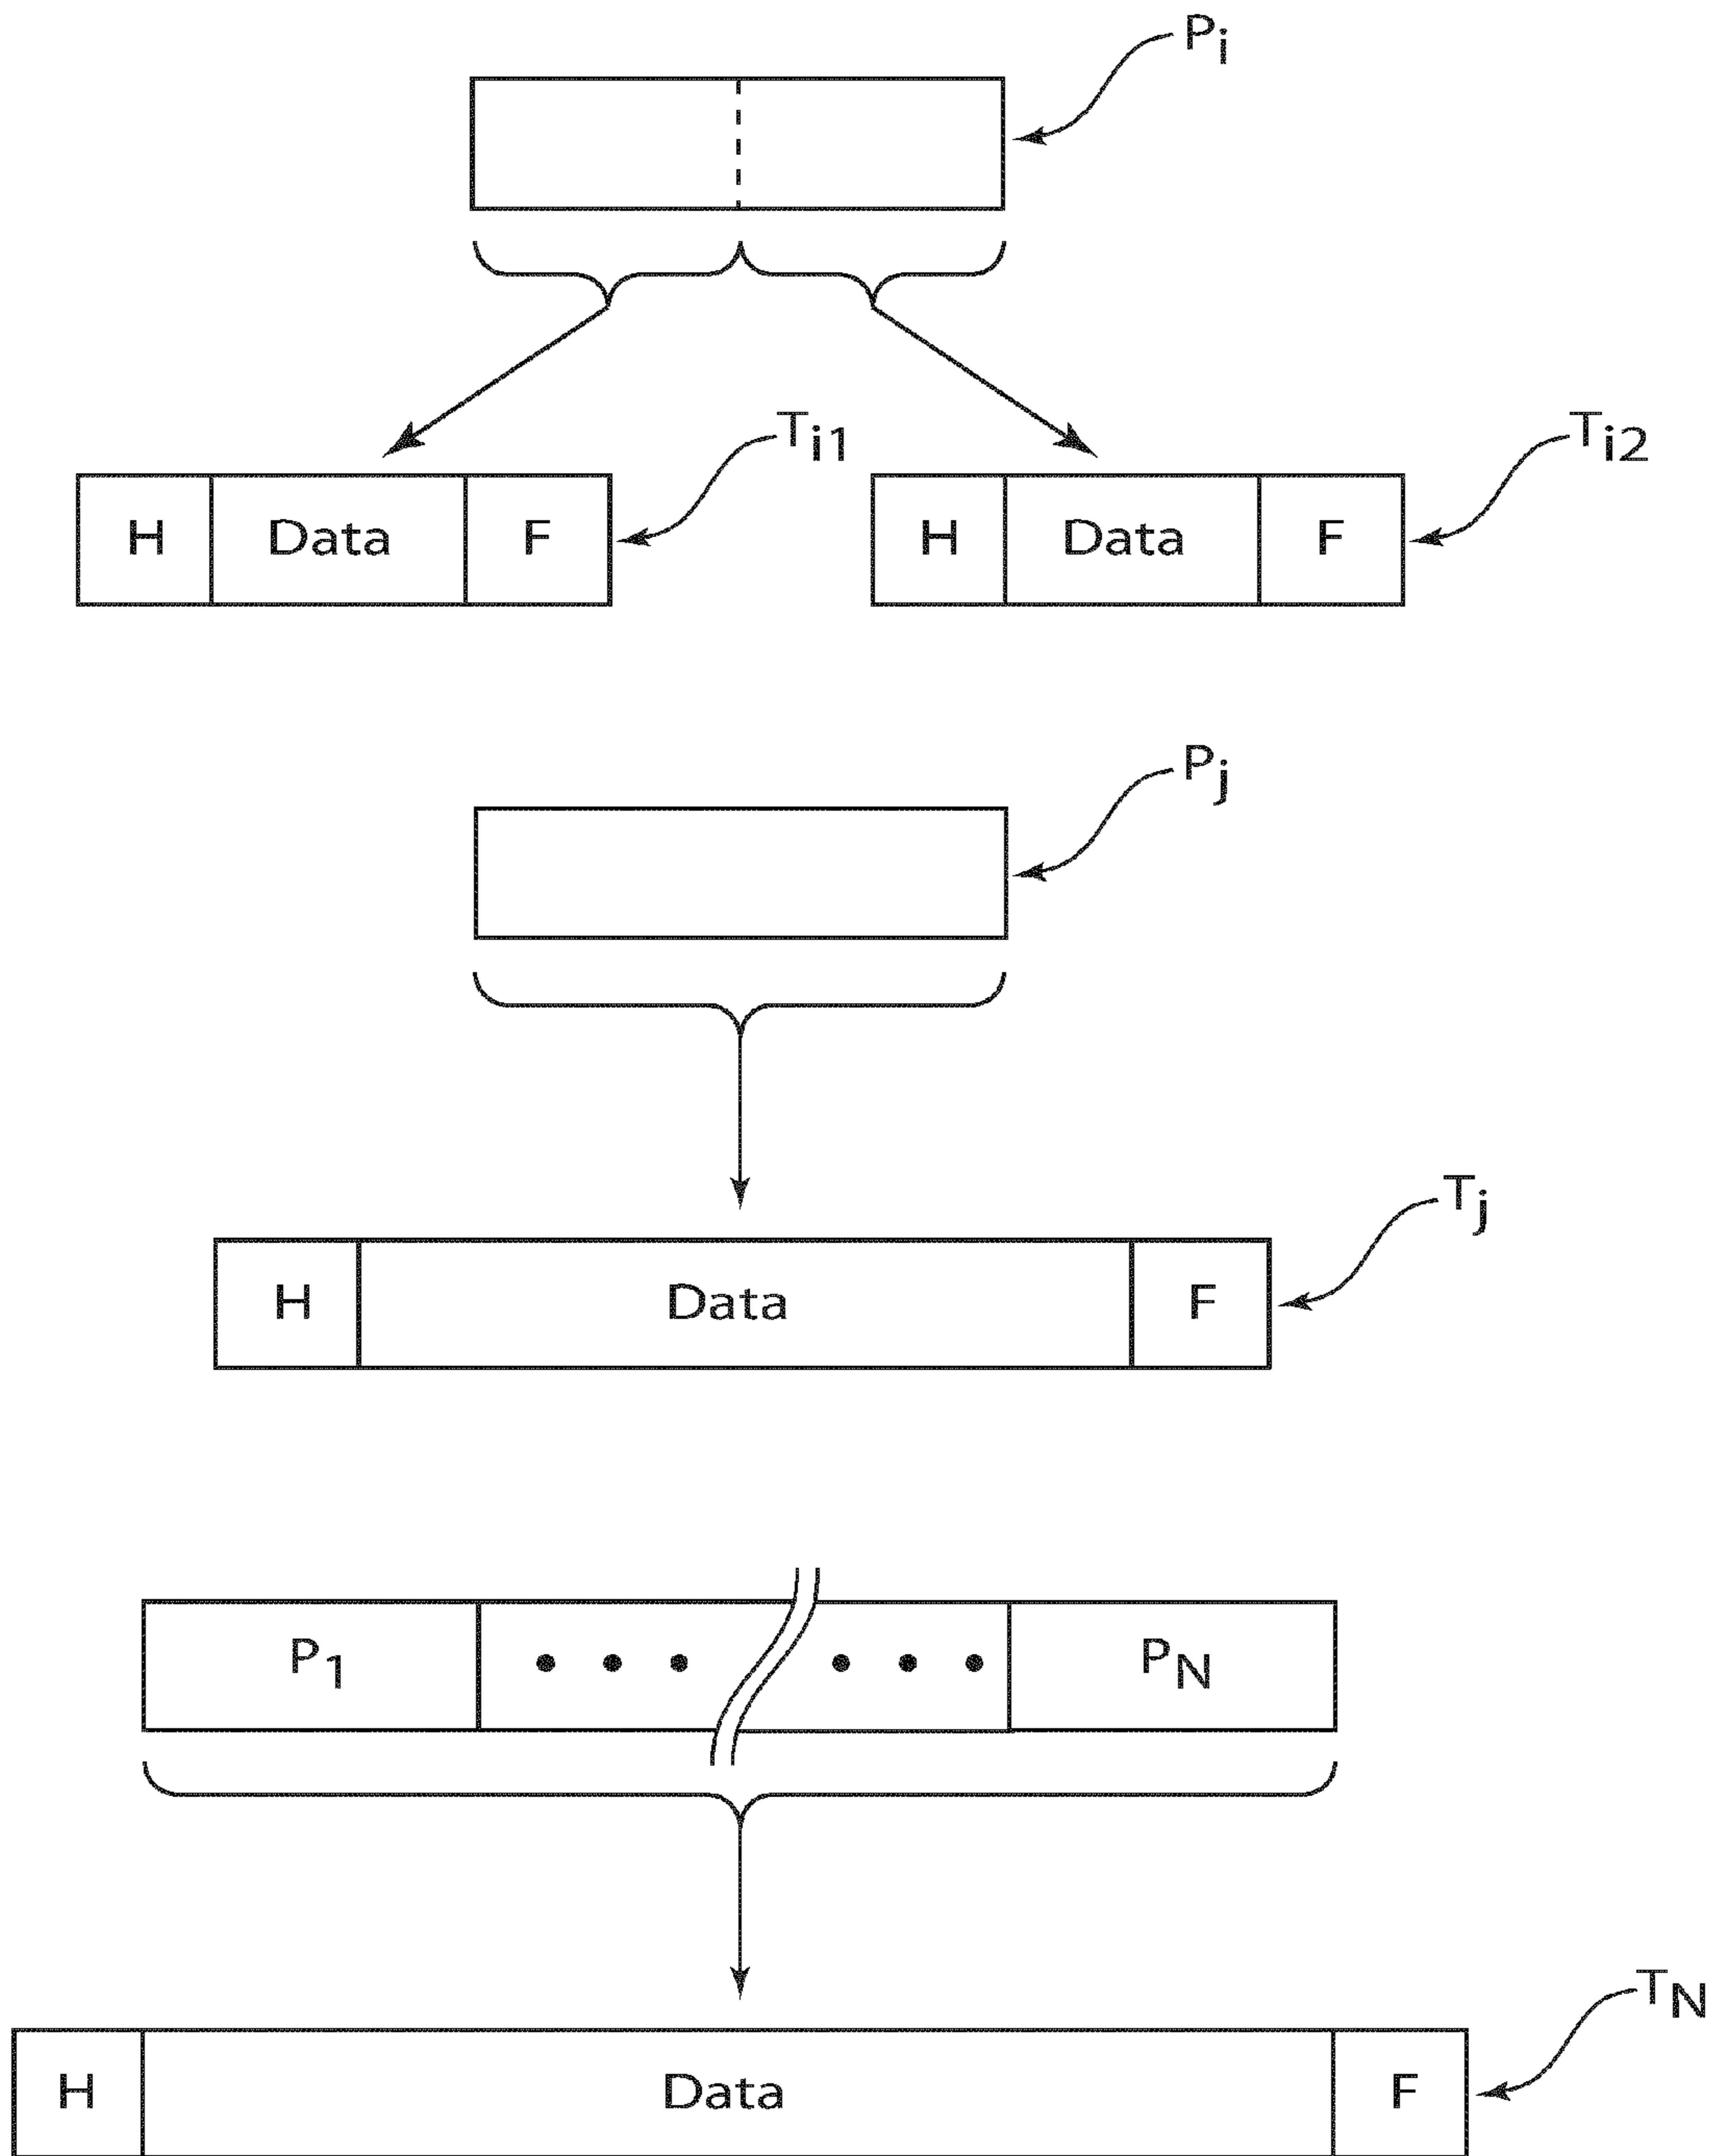 Pi
Ti1 Ti2
H Data F H Data F
Pj
Tj
H Data F
P1 • • • • • • PN
TN
H Data F